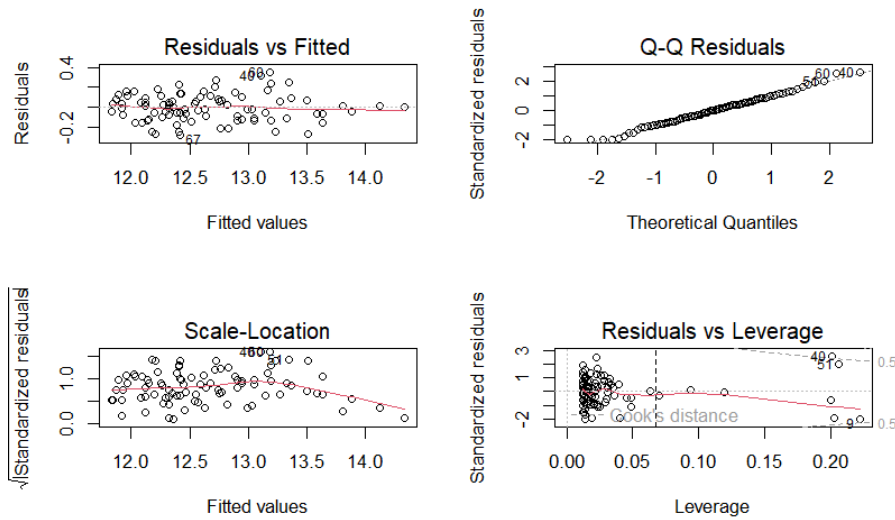 Residuals vs Fitted
Residuals
0.4
-0.2
60
40
67
12.0 12.5 13.0 13.5 14.0
Fitted values
Q-Q Residuals
Standardized residuals
2
0
-2
60 40
-2 -1 0 1 2
Theoretical Quantiles
Scale-Location
√|Standardized residuals
1.0
0.0
51
12.0 12.5 13.0 13.5 14.0
Fitted values
Residuals vs Leverage
Standardized residuals
3
1
-2
40
51
9
0.5
0.5
Cook's distance
0.00 0.05 0.10 0.15 0.20
Leverage